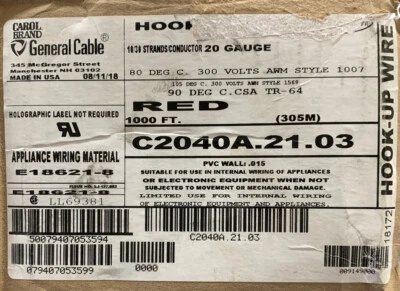 CAROL
BRAND
General Cable®
345 McGregor Street
Manchester NH 03102
MADE IN USA 08/11/18
HOOK
STRANDS/CONDUCTOR 20 GAUGE
80 DEG C. 300 VOLTS AWM STYLE 1007
105 DEG C. 300 VOLTS AWM STYLE 1569
90 DEG C.CSA TR-64
RED
1000 FT. (305M)
HOLOGRAPHIC LABEL NOT REQUIRED
C2040A.21.03
APPLIANCE WIRING MATERIAL
E18621-8
LL69381
PVC WALL: .015
SUITABLE FOR USE IN INTERNAL WIRING OF APPLIANCES
OR ELECTRONIC EQUIPMENT WHEN NOT
SUBJECTED TO MOVEMENT OR MECHANICAL DAMAGE.
LIMITED USE FOR INTERNAL WIRING
OF ELECTRONIC EQUIPMENT AND APPLIANCES.
50079407053594
C2040A.21.03
079407053599
0000
HOOK-UP WIRE
18172
009145000